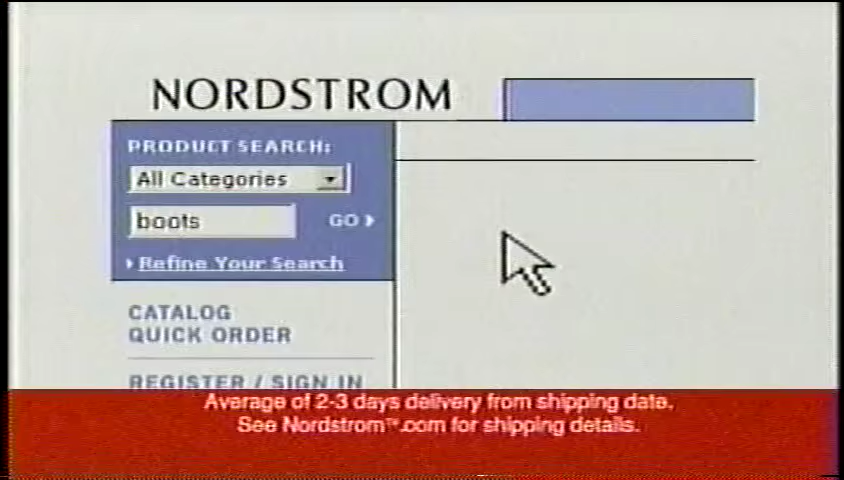 NORDSTROM
PRODUCT SEARCH:
All Categories
boots GO
Refine Your Search
CATALOG
QUICK ORDER
REGISTER / SIGN IN
Average of 2-3 days delivery from shipping date.
See Nordstrom™.com for shipping details.